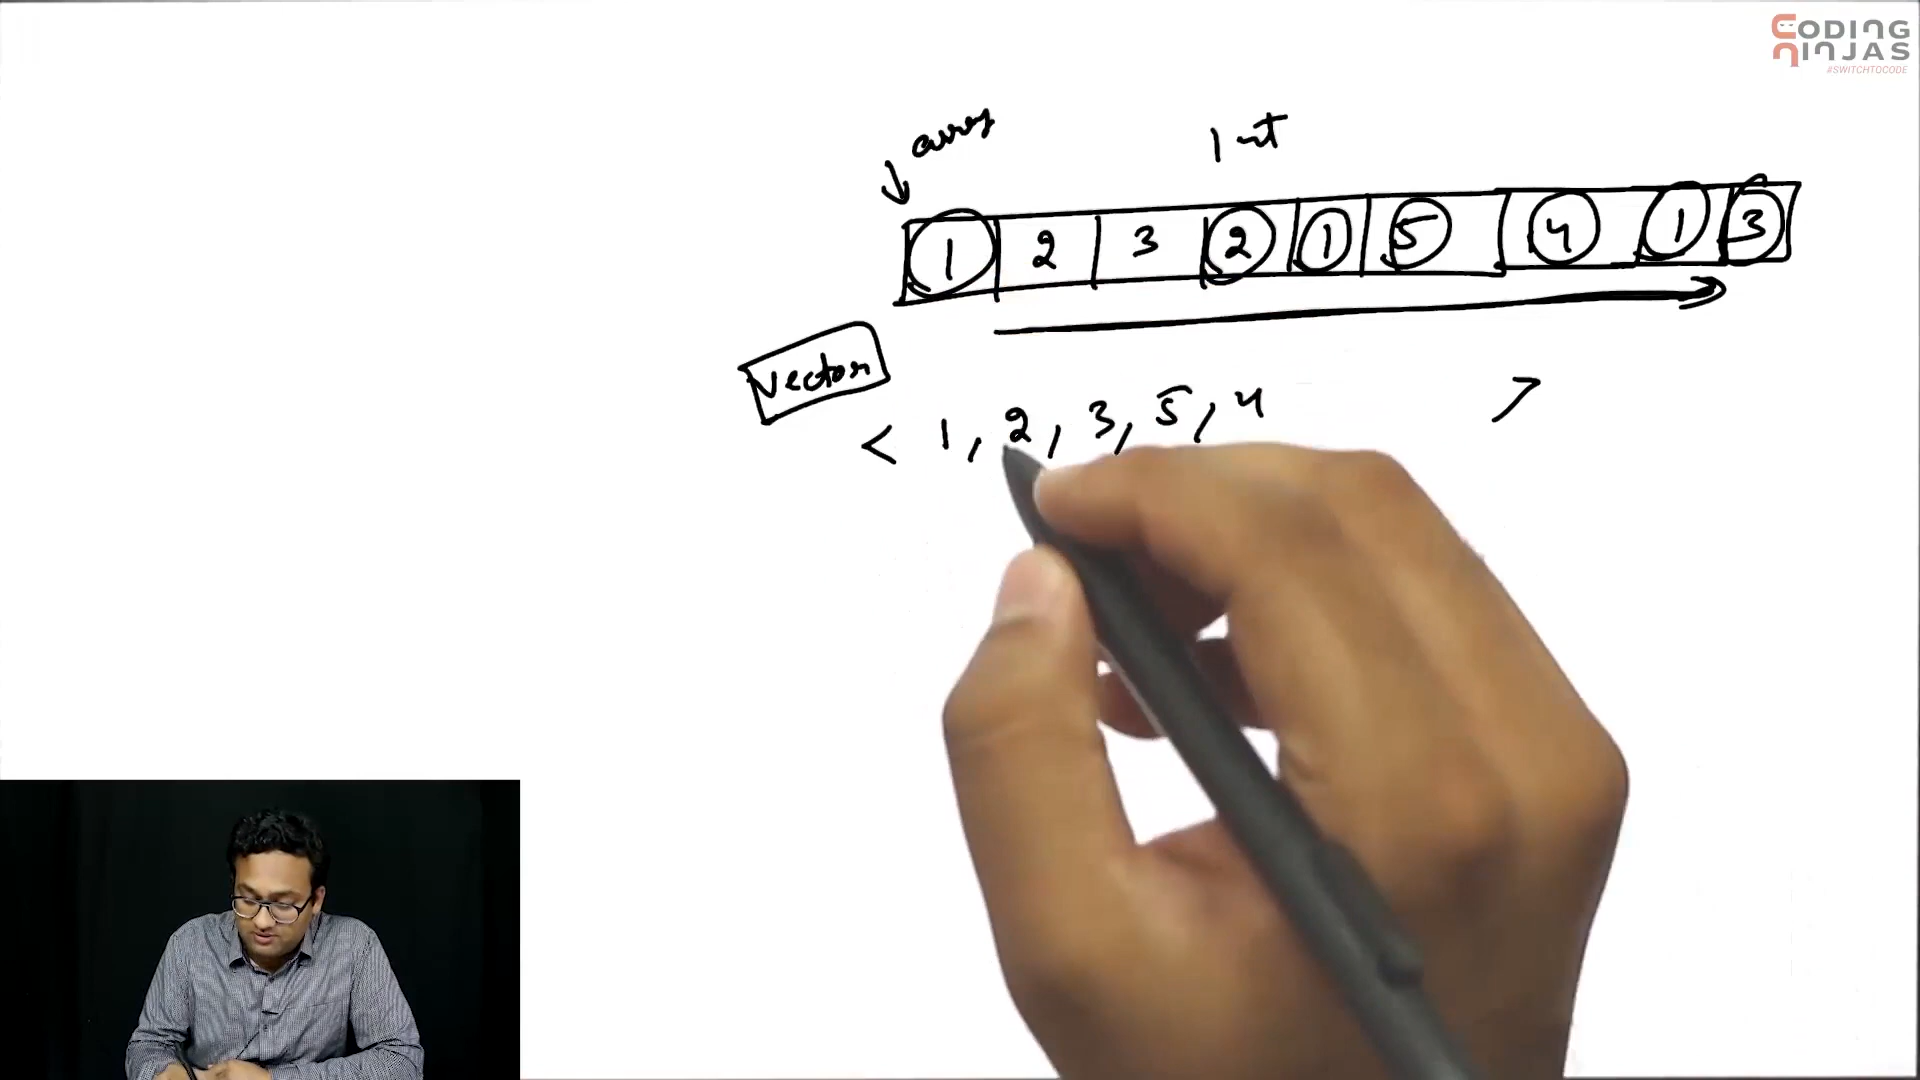 CODING
NINJAS
#SWITCHTOCODE
array
int
1 2 3 2 1 5 4 1 3
vector
< 1, 2, 3, 5, 4 >